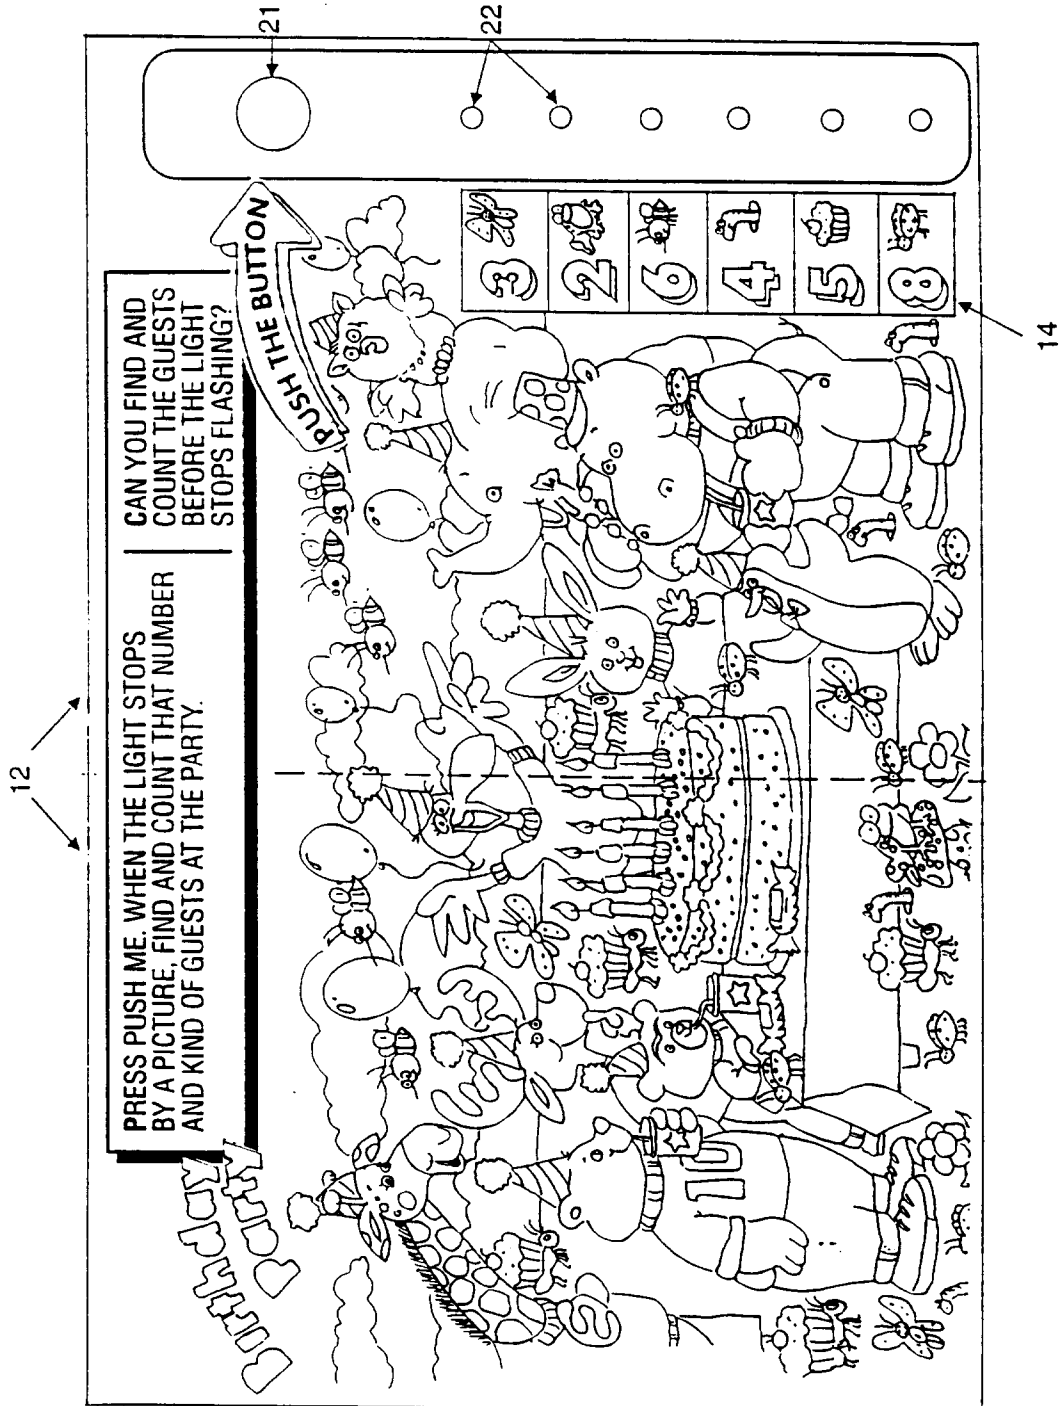 12
Birthday
Party
PRESS PUSH ME. WHEN THE LIGHT STOPS
BY A PICTURE, FIND AND COUNT THAT NUMBER
AND KIND OF GUESTS AT THE PARTY.
CAN YOU FIND AND
COUNT THE GUESTS
BEFORE THE LIGHT
STOPS FLASHING?
PUSH THE BUTTON
21
22
3
2
6
4
5
8
14
10